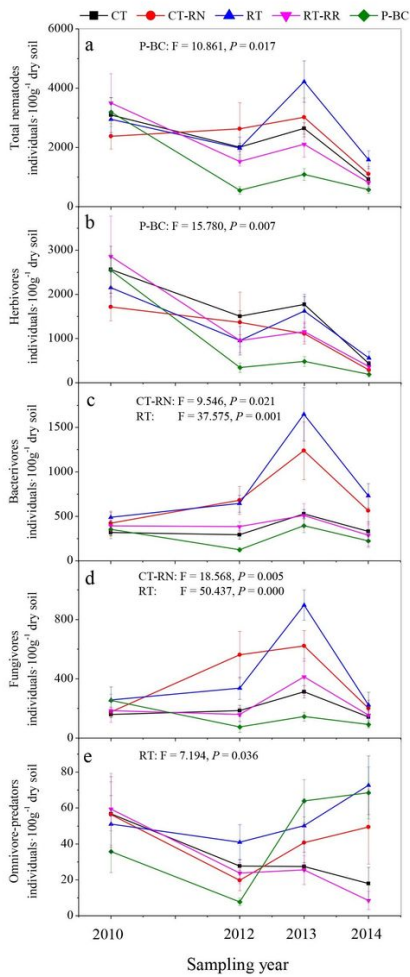 CT CT-RN RT RT-RR P-BC
a P-BC: F = 10.861, P = 0.017
6000
4000
2000
0
Total nematodes
individuals·100g⁻¹ dry soil
b P-BC: F = 15.780, P = 0.007
3000
2000
1000
0
Herbivores
individuals·100g⁻¹ dry soil
c CT-RN: F = 9.546, P = 0.021
RT: F = 37.575, P = 0.001
1500
1000
500
0
Bacterivores
individuals·100g⁻¹ dry soil
d CT-RN: F = 18.568, P = 0.005
RT: F = 50.437, P = 0.000
800
400
0
Fungivores
individuals·100g⁻¹ dry soil
e RT: F = 7.194, P = 0.036
80
60
40
20
0
Omnivore-predators
individuals·100g⁻¹ dry soil
2010 2012 2013 2014
Sampling year